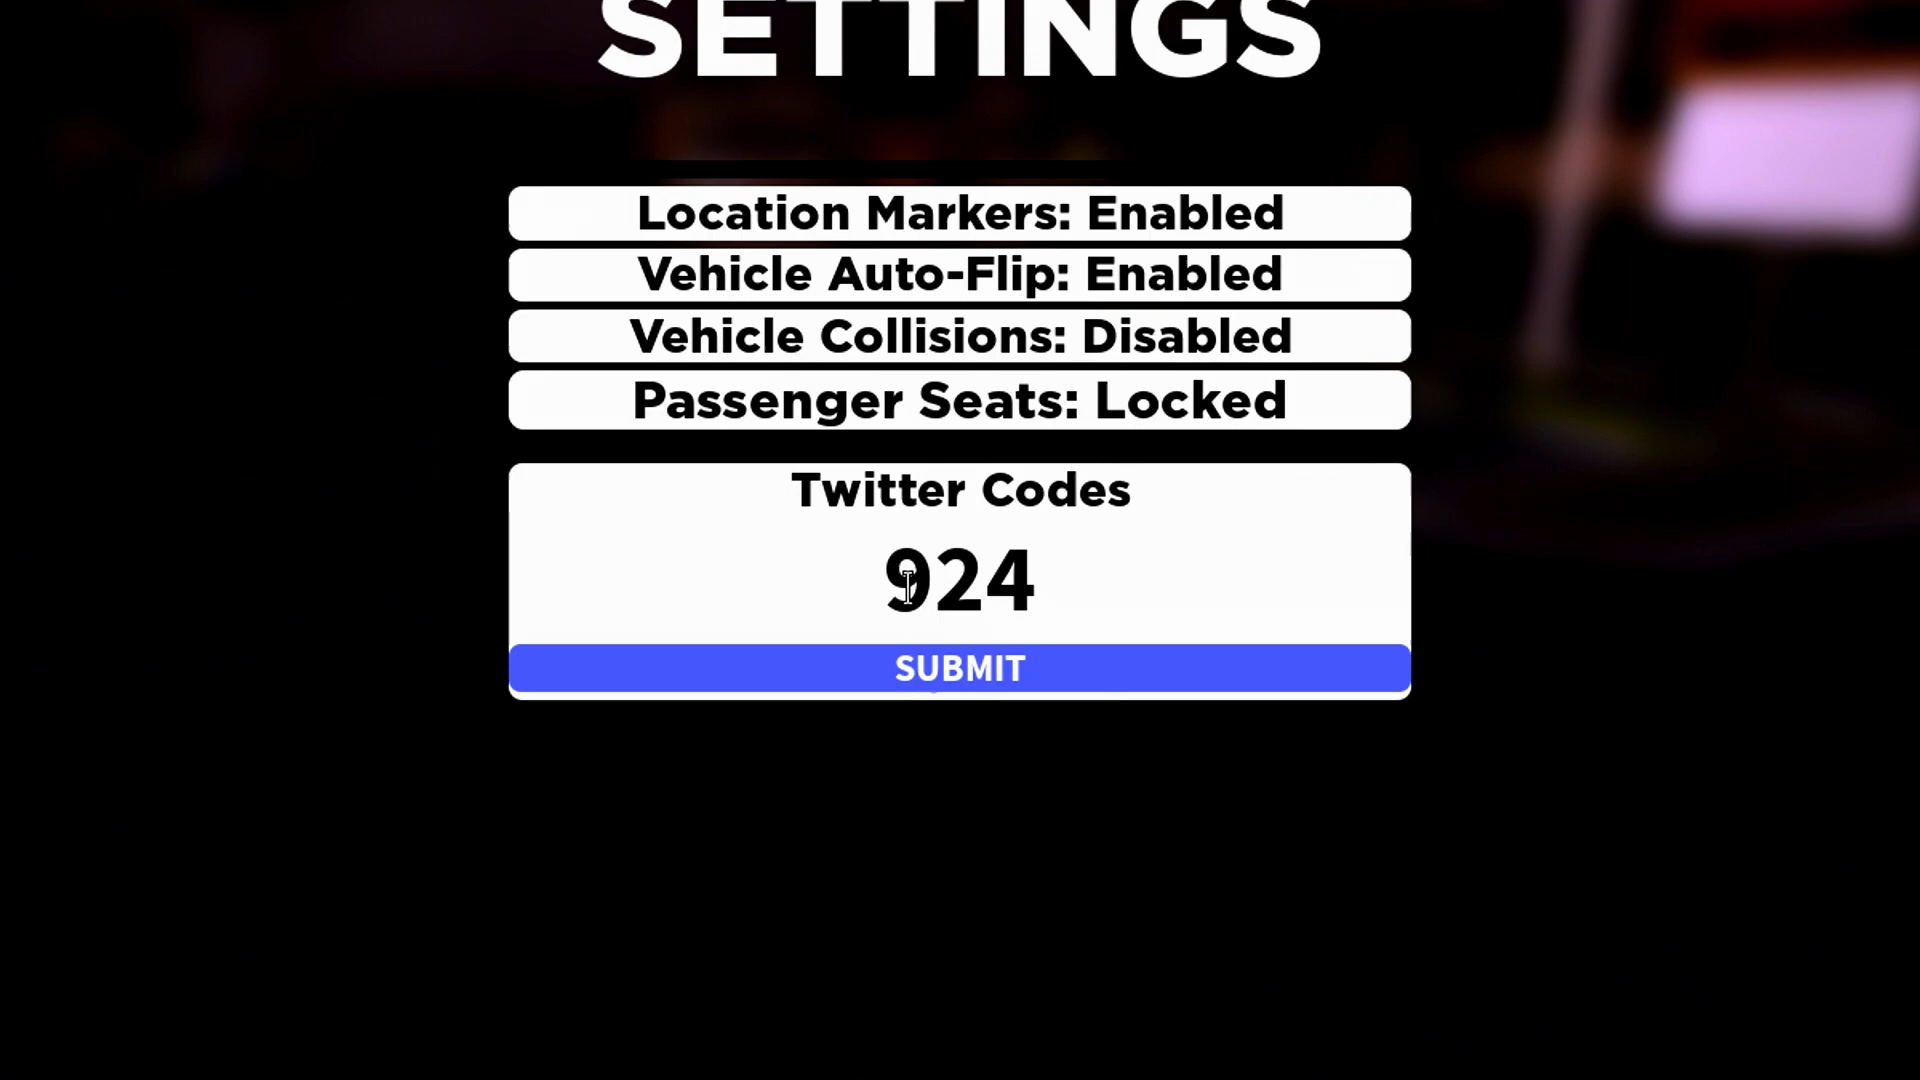 SETTINGS
Location Markers: Enabled
Vehicle Auto-Flip: Enabled
Vehicle Collisions: Disabled
Passenger Seats: Locked
Twitter Codes
924
SUBMIT